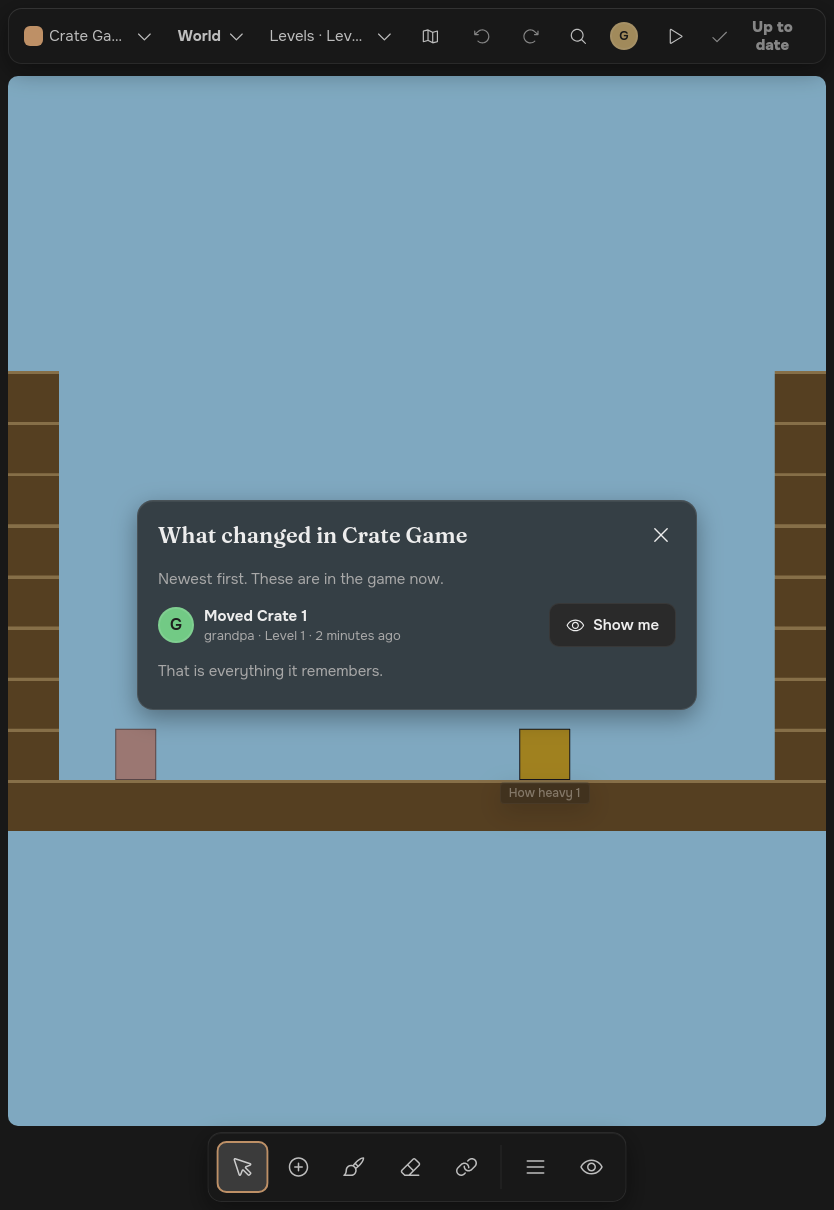 Crate Ga...
World
Levels · Lev...
G
Up to
date
What changed in Crate Game
Newest first. These are in the game now.
G
Moved Crate 1
grandpa · Level 1 · 2 minutes ago
Show me
That is everything it remembers.
How heavy 1